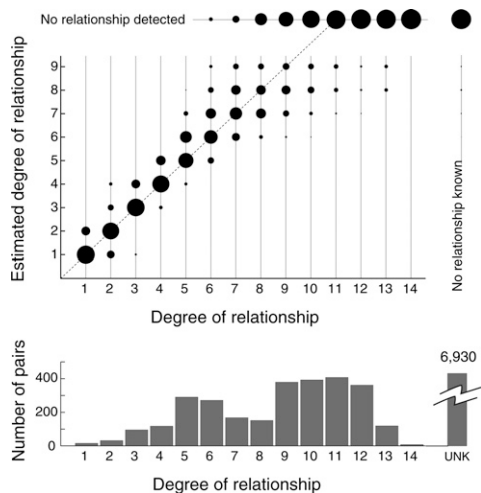 No relationship detected
Estimated degree of relationship
9
8
7
6
5
4
3
2
1
No relationship known
1 2 3 4 5 6 7 8 9 10 11 12 13 14
Degree of relationship
6,930
Number of pairs
400
200
0
1 2 3 4 5 6 7 8 9 10 11 12 13 14 UNK
Degree of relationship